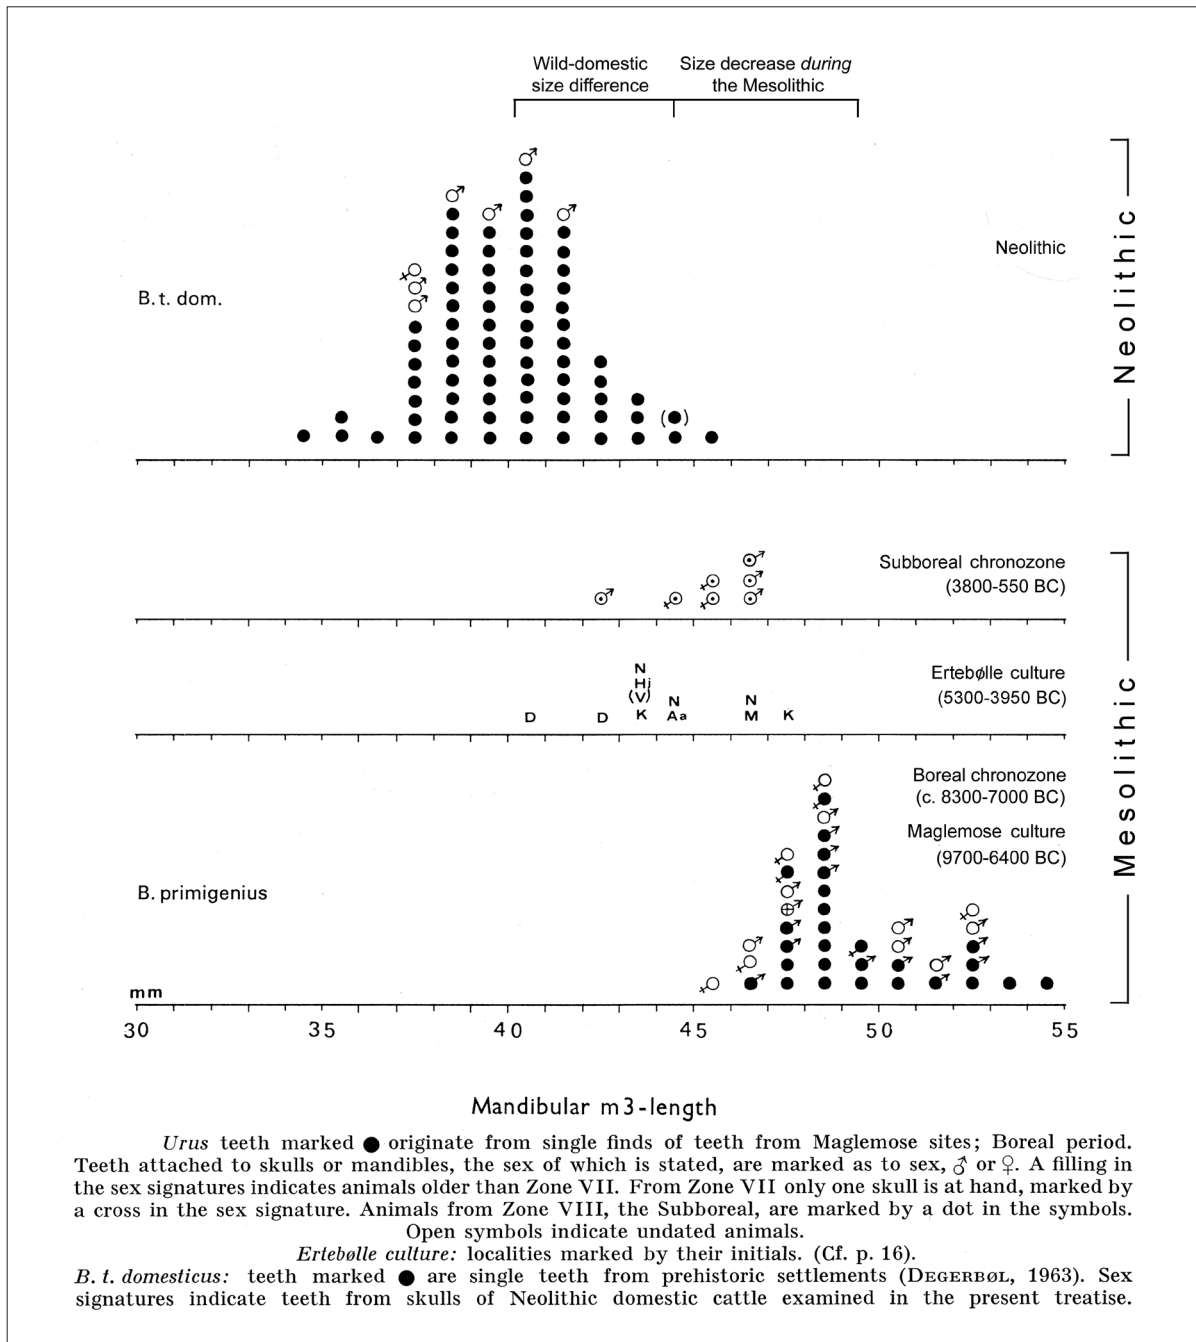 Wild-domestic
size difference
Size decrease during
the Mesolithic
Neolithic
B. t. dom.
Neolithic
Subboreal chronozone
(3800-550 BC)
Ertebølle culture
(5300-3950 BC)
N
Hj
(V)
N
N
D
D
K
Aa
M
K
Boreal chronozone
(c. 8300-7000 BC)
Maglemose culture
(9700-6400 BC)
Mesolithic
B. primigenius
mm
30 35 40 45 50 55
Mandibular m3-length
Urus teeth marked ● originate from single finds of teeth from Maglemose sites; Boreal period.
Teeth attached to skulls or mandibles, the sex of which is stated, are marked as to sex, ♂ or ♀. A filling in
the sex signatures indicates animals older than Zone VII. From Zone VII only one skull is at hand, marked by
a cross in the sex signature. Animals from Zone VIII, the Subboreal, are marked by a dot in the symbols.
Open symbols indicate undated animals.
Ertebølle culture: localities marked by their initials. (Cf. p. 16).
B. t. domesticus: teeth marked ● are single teeth from prehistoric settlements (DEGERBØL, 1963). Sex
signatures indicate teeth from skulls of Neolithic domestic cattle examined in the present treatise.